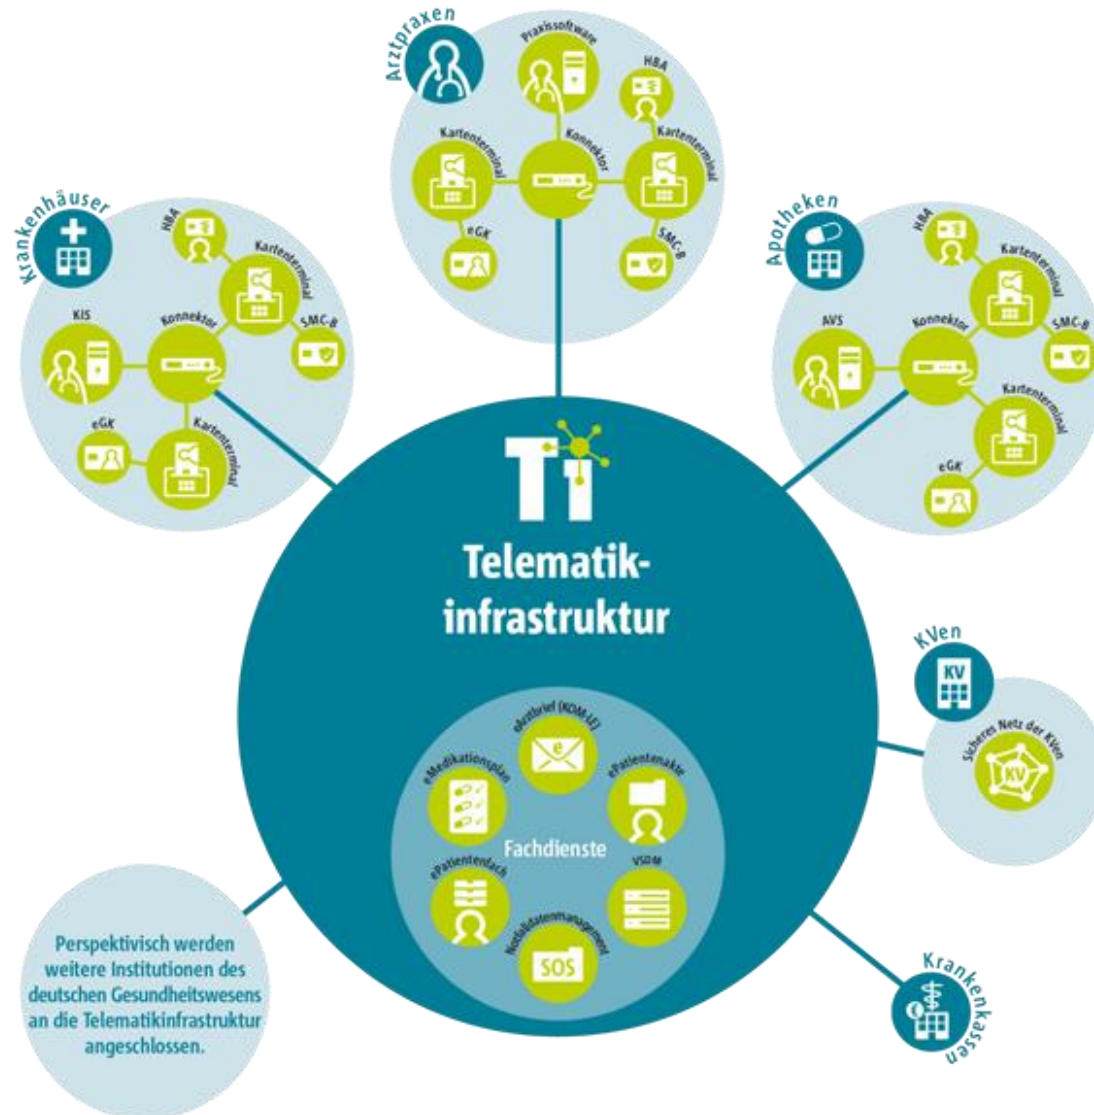 Arztpraxen
Praxissoftware
HBA
Kartenterminal
Konnektor
Kartenterminal
eGK
SMC-B
Krankenhäuser
HBA
Kartenterminal
KIS
Konnektor
SMC-B
eGK
Kartenterminal
Apotheken
HBA
Kartenterminal
AVS
Konnektor
SMC-B
Kartenterminal
eGK
TI
Telematik-
infrastruktur
KVen
KV
Sicheres Netz der KVen
KV
eArztbrief (KOM-LE)
e
eMedikationsplan
ePatientenakte
Fachdienste
ePatientenfach
VSDM
Notfalldatenmanagement
SOS
Krankenkassen
€
Perspektivisch werden
weitere Institutionen des
deutschen Gesundheitswesens
an die Telematikinfrastruktur
angeschlossen.